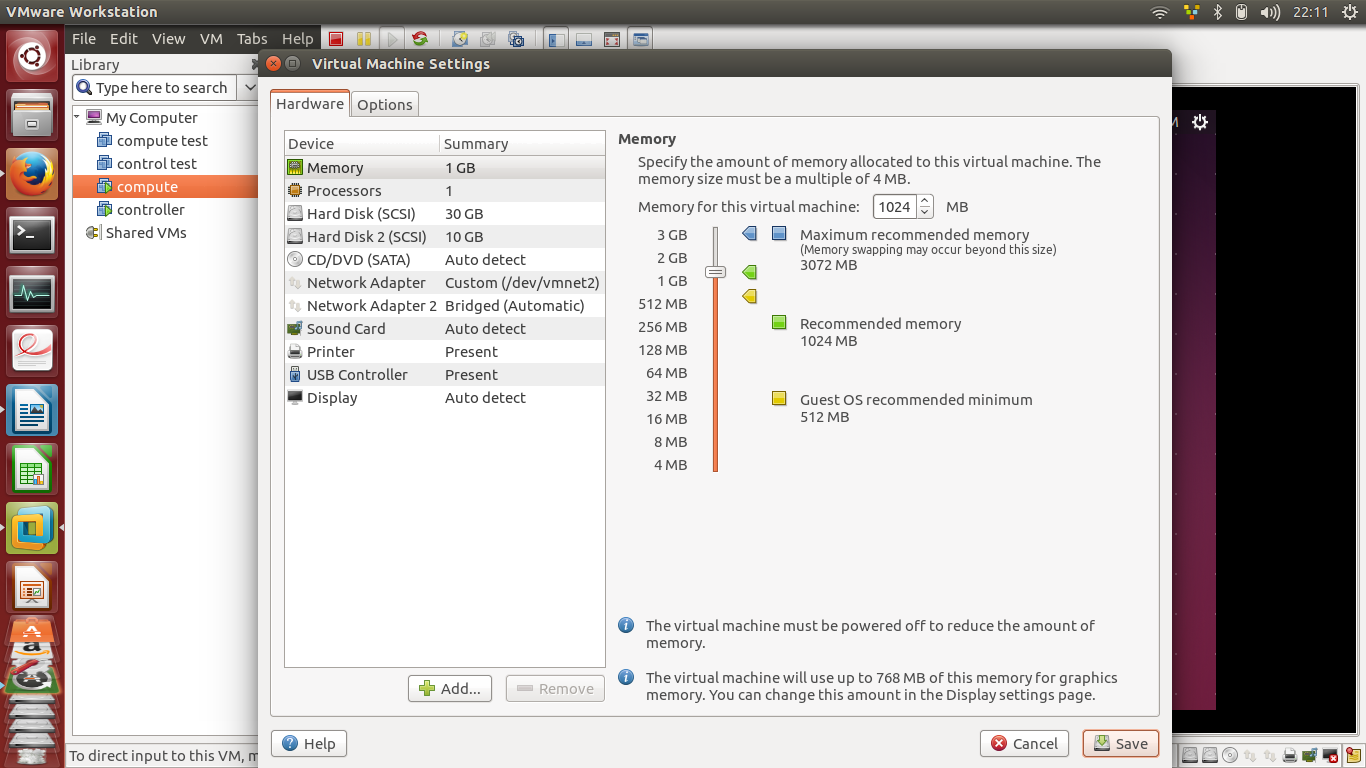 VMware Workstation
22:11
File Edit View VM Tabs Help
Library
Type here to search
My Computer
compute test
control test
compute
controller
Shared VMs
Virtual Machine Settings
Hardware Options
Device Summary
Memory 1 GB
Processors 1
Hard Disk (SCSI) 30 GB
Hard Disk 2 (SCSI) 10 GB
CD/DVD (SATA) Auto detect
Network Adapter Custom (/dev/vmnet2)
Network Adapter 2 Bridged (Automatic)
Sound Card Auto detect
Printer Present
USB Controller Present
Display Auto detect
Add...
Remove
Memory
Specify the amount of memory allocated to this virtual machine. The
memory size must be a multiple of 4 MB.
Memory for this virtual machine: 1024 MB
3 GB
2 GB
1 GB
512 MB
256 MB
128 MB
64 MB
32 MB
16 MB
8 MB
4 MB
Maximum recommended memory
(Memory swapping may occur beyond this size)
3072 MB
Recommended memory
1024 MB
Guest OS recommended minimum
512 MB
The virtual machine must be powered off to reduce the amount of
memory.
The virtual machine will use up to 768 MB of this memory for graphics
memory. You can change this amount in the Display settings page.
Help
Cancel
Save
To direct input to this VM, m